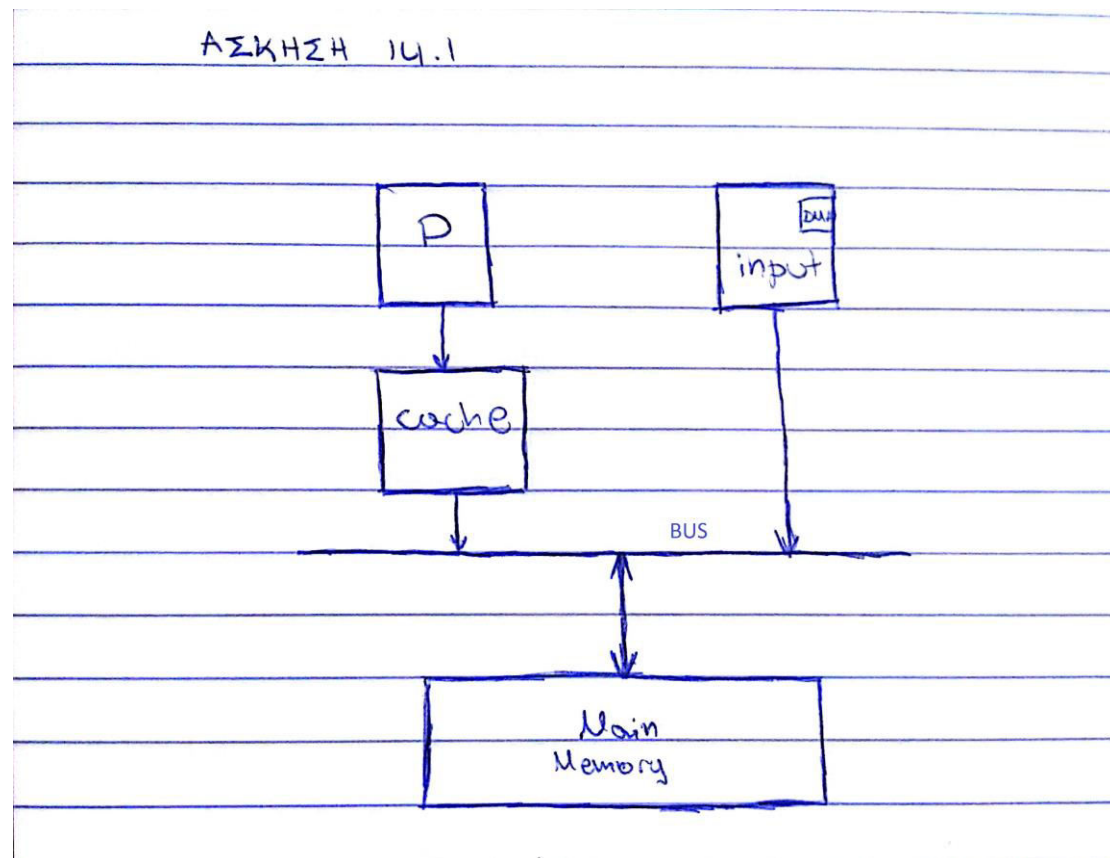 ΑΣΚΗΣΗ 14.1
P
DMA
input
cache
BUS
Main
Memory